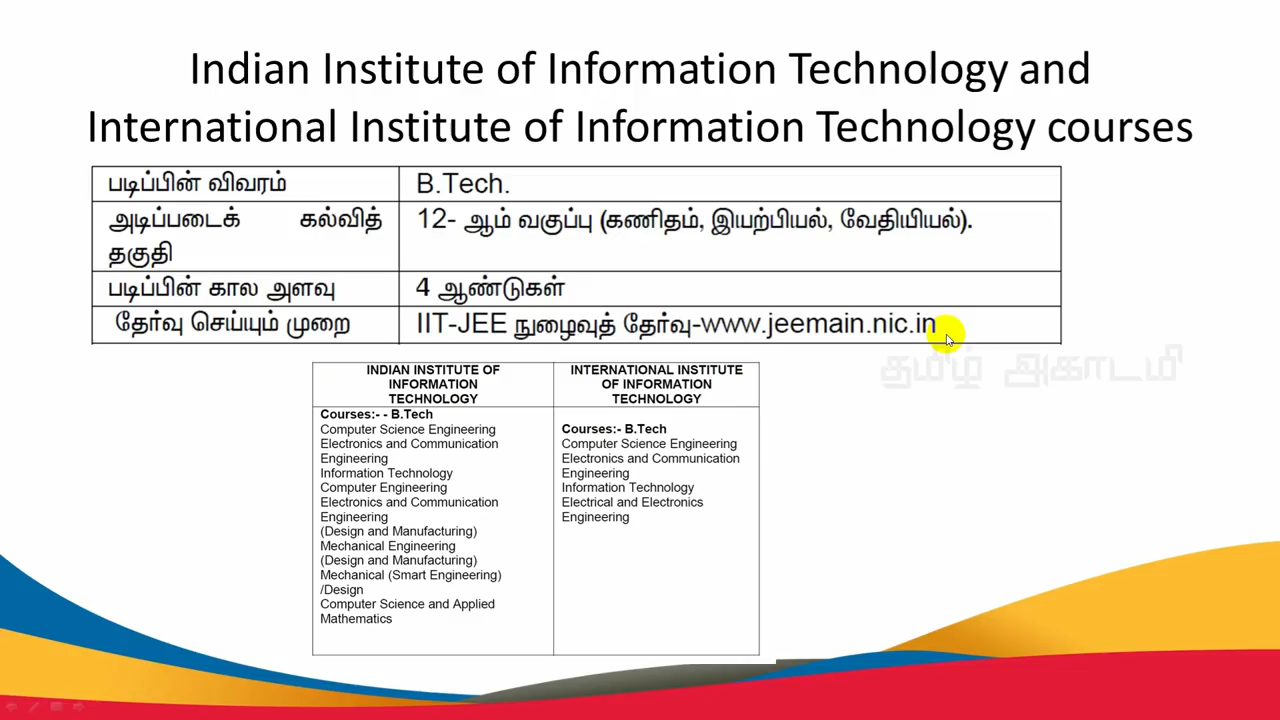 Indian Institute of Information Technology and
International Institute of Information Technology courses
படிப்பின் விவரம் B.Tech.
அடிப்படைக் கல்வித் 12- ஆம் வகுப்பு (கணிதம், இயற்பியல், வேதியியல்).
தகுதி
படிப்பின் கால அளவு 4 ஆண்டுகள்
தேர்வு செய்யும் முறை IIT-JEE நுழைவுத் தேர்வு-www.jeemain.nic.in
தமிழ் அகாடமி
INDIAN INSTITUTE OF
INFORMATION
TECHNOLOGY
Courses:- - B.Tech
Computer Science Engineering
Electronics and Communication
Engineering
Information Technology
Computer Engineering
Electronics and Communication
Engineering
(Design and Manufacturing)
Mechanical Engineering
(Design and Manufacturing)
Mechanical (Smart Engineering)
/Design
Computer Science and Applied
Mathematics
INTERNATIONAL INSTITUTE
OF INFORMATION
TECHNOLOGY
Courses:- B.Tech
Computer Science Engineering
Electronics and Communication
Engineering
Information Technology
Electrical and Electronics
Engineering